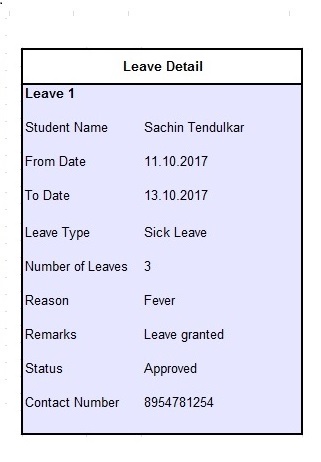 Leave Detail
Leave 1
Student Name Sachin Tendulkar
From Date 11.10.2017
To Date 13.10.2017
Leave Type Sick Leave
Number of Leaves 3
Reason Fever
Remarks Leave granted
Status Approved
Contact Number 8954781254